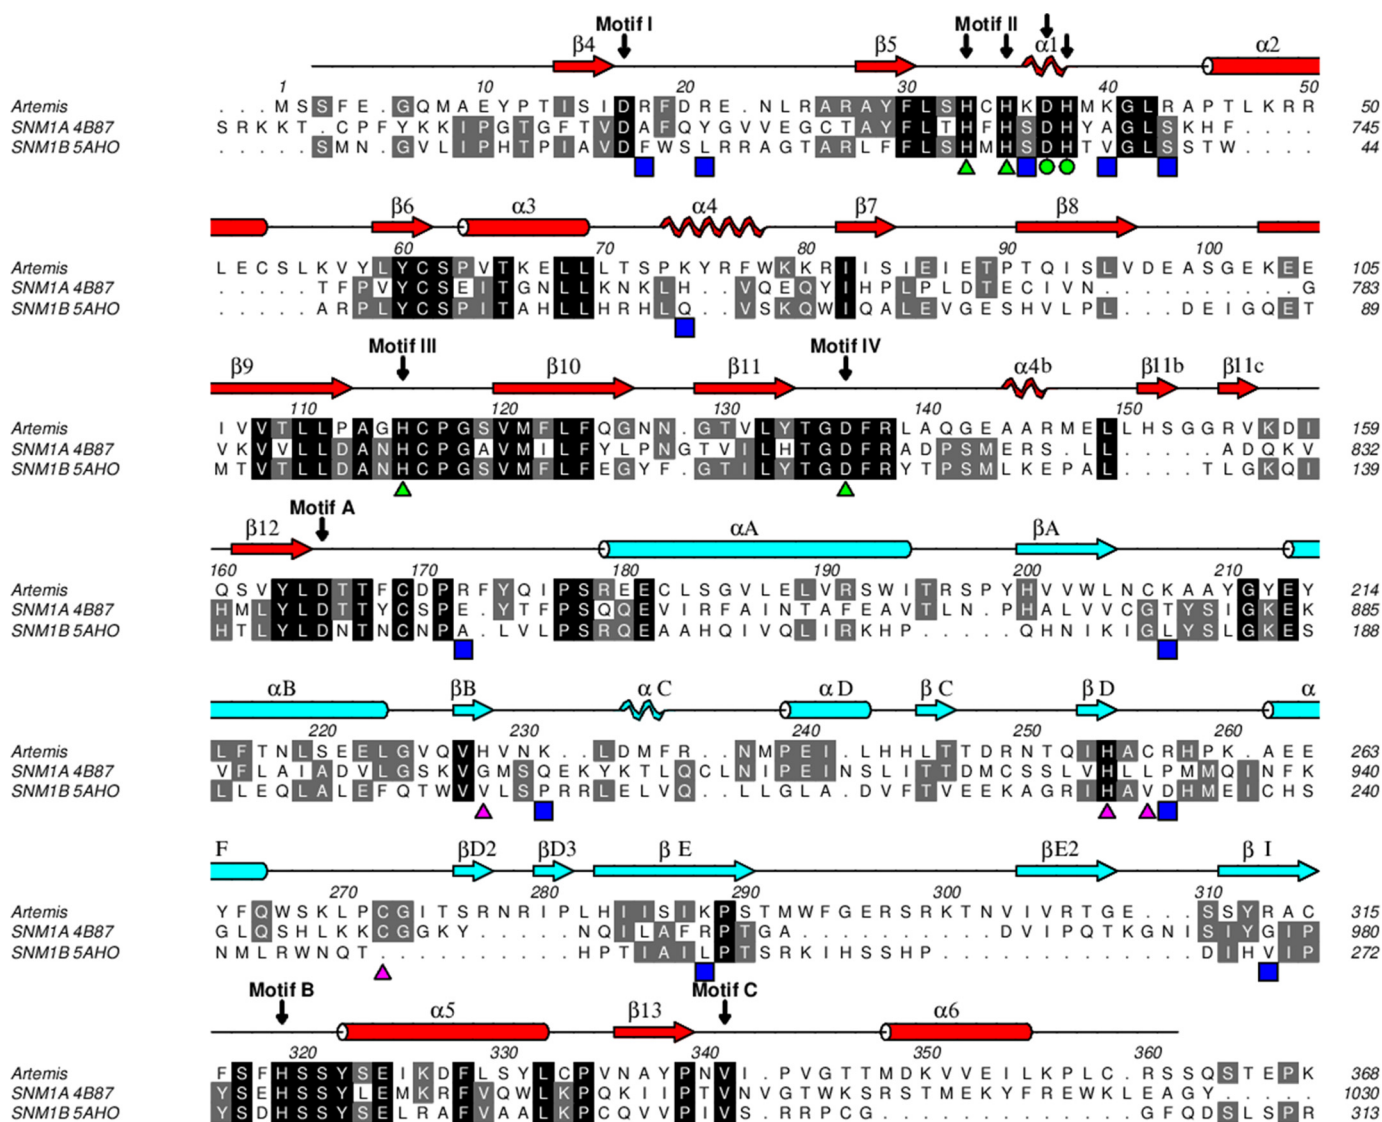 Motif I Motif II
β4 β5 α1 α2
1 10 20 30 40 50
Artemis . . . M S S F E . G Q M A E Y P T I S I D R F D R E . N L R A R A Y F L S H C H K D H M K G L R A P T L K R R 50
SNM1A 4B87 S R K K T . C P F Y K K I P G T G F T V D A F Q Y G V V E G C T A Y F L T H F H S D H Y A G L S K H F . . . . 745
SNM1B 5AHO . . . . . S M N . G V L I P H T P I A V D F W S L R R A G T A R L F F L S H M H S D H T V G L S S T W . . . . 44
β6 α3 α4 β7 β8
60 70 80 90 100
Artemis L E C S L K V Y L Y C S P V T K E L L L T S P K Y R F W K K R I I S I E I E T P T Q I S L V D E A S G E K E E 105
SNM1A 4B87 . . . . . T F P V Y C S E I T G N L L K N K L H . . V Q E Q Y I H P L P L D T E C I V N . . . . . . . . . . G 783
SNM1B 5AHO . . . . . A R P L Y C S P I T A H L L H R H L Q . . V S K Q W I Q A L E V G E S H V L P L . . . D E I G Q E T 89
Motif III Motif IV
β9 β10 β11 α4b β11b β11c
110 120 130 140 150
Artemis I V V T L L P A G H C P G S V M F L F Q G N N . G T V L Y T G D F R L A Q G E A A R M E L L H S G G R V K D I 159
SNM1A 4B87 V K V V L L D A N H C P G A V M I L F Y L P N G T V I L H T G D F R A D P S M E R S . L L . . . . . A D Q K V 832
SNM1B 5AHO M T V T L L D A N H C P G S V M F L F E G Y F . G T I L Y T G D F R Y T P S M L K E P A L . . . . . T L G K Q I 139
Motif A
β12 αA βA
160 170 180 190 200 210
Artemis Q S V Y L D T T F C D P R F Y Q I P S R E E C L S G V L E L V R S W I T R S P Y H V V W L N C K A A Y G Y E Y 214
SNM1A 4B87 H M L Y L D T T Y C S P E . Y T F P S Q Q E V I R F A I N T A F E A V T L N . P H A L V V C G T Y S I G K E K 885
SNM1B 5AHO H T L Y L D N T N C N P A . L V L P S R Q E A A H Q I V Q L I R K H P . . . . . Q H N I K I G L Y S L G K E S 188
αB βB α C α D β C β D α
220 230 240 250 260
Artemis L F T N L S E E L G V Q V H V N K . . L D M F R . . N M P E I . L H H L T T D R N T Q I H A C R H P K . A E E 263
SNM1A 4B87 V F L A I A D V L G S K V G M S Q E K Y K T L Q C L N I P E I N S L I T T D M C S S L V H L L P M M Q I N F K 940
SNM1B 5AHO L L E Q L A L E F Q T W V V L S P R R L E L V Q . . L L G L A . D V F T V E E K A G R I H A V D H M E I C H S 240
F βD2 βD3 β E βE2 β I
270 280 290 300 310
Artemis Y F Q W S K L P C G I T S R N R I P L H I I S I K P S T M W F G E R S R K T N V I V R T G E . . . S S Y R A C 315
SNM1A 4B87 G L Q S H L K K C G G K Y . . . . . N Q I L A F R P T G A . . . . . . . . . . D V I P Q T K G N I S I Y G I P 980
SNM1B 5AHO N M L R W N Q T . . . . . . . . . . H P T I A I L P T S R K I H S S H P . . . . . . . . . . . . . D I H V I P 272
Motif B Motif C
α5 β13 α6
320 330 340 350 360
Artemis F S F H S S Y S E I K D F L S Y L C P V N A Y P N V I . P V G T T M D K V V E I L K P L C . R S S Q S T E P K 368
SNM1A 4B87 Y S E H S S Y L E M K R F V Q W L K P Q K I I P T V N V G T W K S R S T M E K Y F R E W K L E A G Y . . . . . 1030
SNM1B 5AHO Y S D H S S Y S E L R A F V A A L K P C Q V V P I V S . R R P C G . . . . . . . . . . . . . G F Q D S L S P R 313